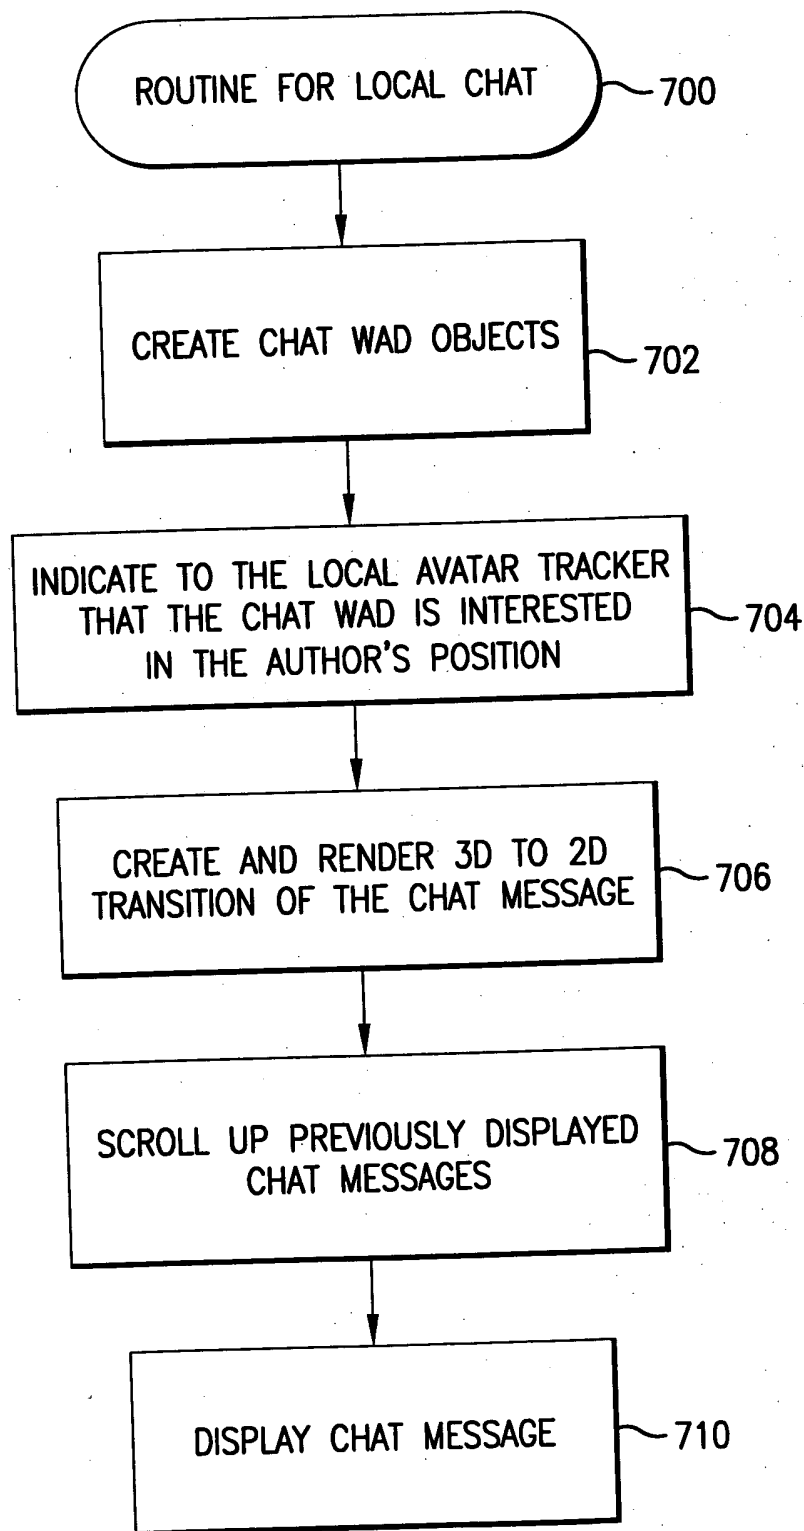 ROUTINE FOR LOCAL CHAT
700
CREATE CHAT WAD OBJECTS
702
INDICATE TO THE LOCAL AVATAR TRACKER
THAT THE CHAT WAD IS INTERESTED
IN THE AUTHOR'S POSITION
704
CREATE AND RENDER 3D TO 2D
TRANSITION OF THE CHAT MESSAGE
706
SCROLL UP PREVIOUSLY DISPLAYED
CHAT MESSAGES
708
DISPLAY CHAT MESSAGE
710